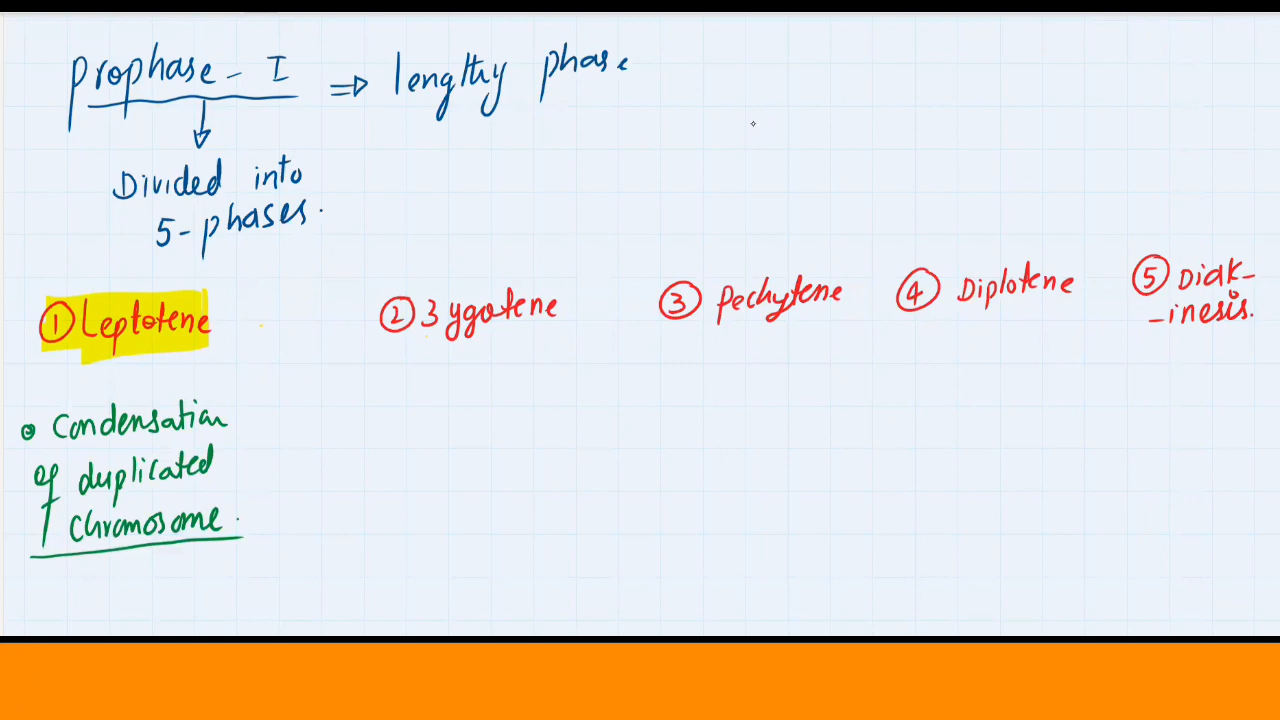 Prophase - I ⇒ lengthy phase
Divided into
5 - phases.
① Leptotene
② Zygotene
③ Pechytene
④ Diplotene
⑤ Diak-
-inesis.
Condensation
of duplicated
chromosome.